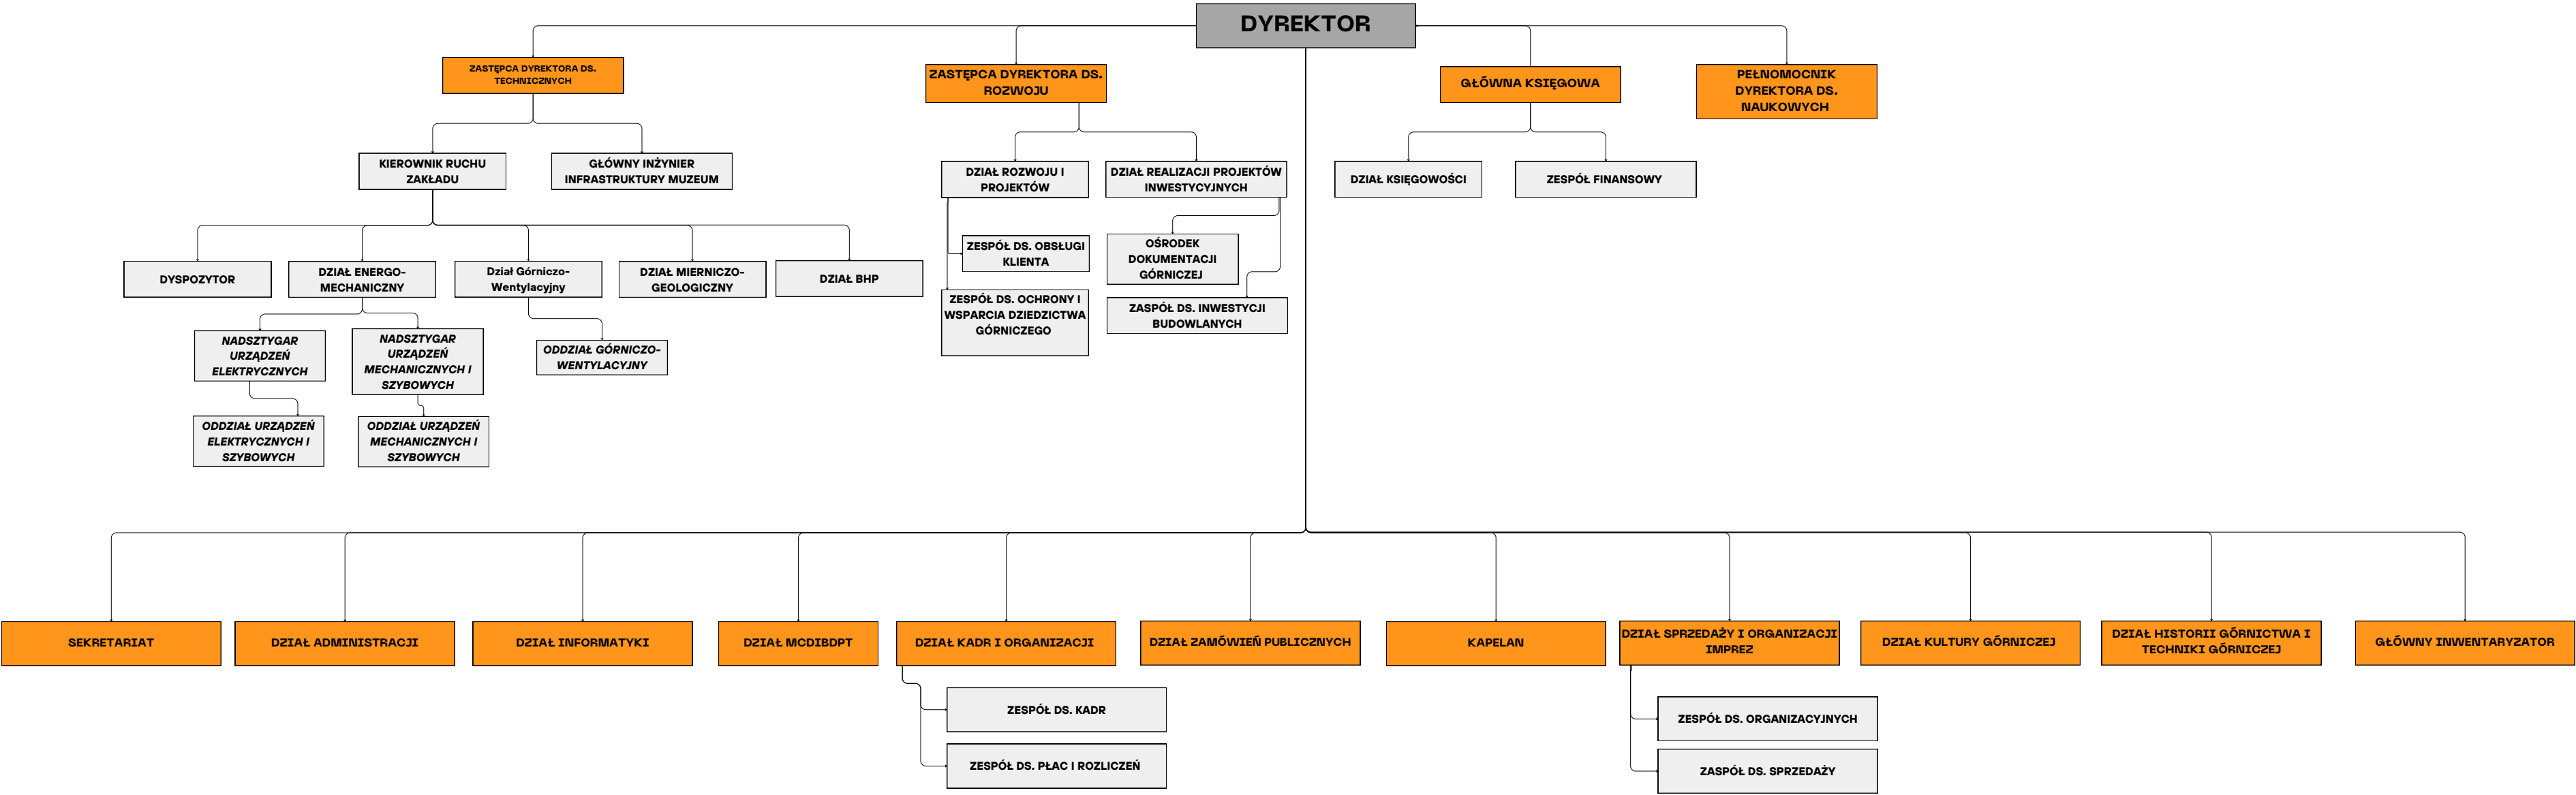 DYREKTOR
ZASTĘPCA DYREKTORA DS.
TECHNICZNYCH
ZASTĘPCA DYREKTORA DS.
ROZWOJU
GŁÓWNA KSIĘGOWA
PEŁNOMOCNIK
DYREKTORA DS.
NAUKOWYCH
KIEROWNIK RUCHU
ZAKŁADU
GŁÓWNY INŻYNIER
INFRASTRUKTURY MUZEUM
DZIAŁ ROZWOJU I
PROJEKTÓW
DZIAŁ REALIZACJI PROJEKTÓW
INWESTYCYJNYCH
DZIAŁ KSIĘGOWOŚCI
ZESPÓŁ FINANSOWY
ZESPÓŁ DS. OBSŁUGI
KLIENTA
OŚRODEK
DOKUMENTACJI
GÓRNICZEJ
DYSPOZYTOR
DZIAŁ ENERGO-
MECHANICZNY
Dział Górniczo-
Wentylacyjny
DZIAŁ MIERNICZO-
GEOLOGICZNY
DZIAŁ BHP
ZESPÓŁ DS. OCHRONY I
WSPARCIA DZIEDZICTWA
GÓRNICZEGO
ZASPÓŁ DS. INWESTYCJI
BUDOWLANYCH
NADSZTYGAR
URZĄDZEŃ
ELEKTRYCZNYCH
NADSZTYGAR
URZĄDZEŃ
MECHANICZNYCH I
SZYBOWYCH
ODDZIAŁ GÓRNICZO-
WENTYLACYJNY
ODDZIAŁ URZĄDZEŃ
ELEKTRYCZNYCH I
SZYBOWYCH
ODDZIAŁ URZĄDZEŃ
MECHANICZNYCH I
SZYBOWYCH
SEKRETARIAT
DZIAŁ ADMINISTRACJI
DZIAŁ INFORMATYKI
DZIAŁ MCDIBDPT
DZIAŁ KADR I ORGANIZACJI
DZIAŁ ZAMÓWIEŃ PUBLICZNYCH
KAPELAN
DZIAŁ SPRZEDAŻY I ORGANIZACJI
IMPREZ
DZIAŁ KULTURY GÓRNICZEJ
DZIAŁ HISTORII GÓRNICTWA I
TECHNIKI GÓRNICZEJ
GŁÓWNY INWENTARYZATOR
ZESPÓŁ DS. KADR
ZESPÓŁ DS. PŁAC I ROZLICZEŃ
ZESPÓŁ DS. ORGANIZACYJNYCH
ZASPÓŁ DS. SPRZEDAŻY